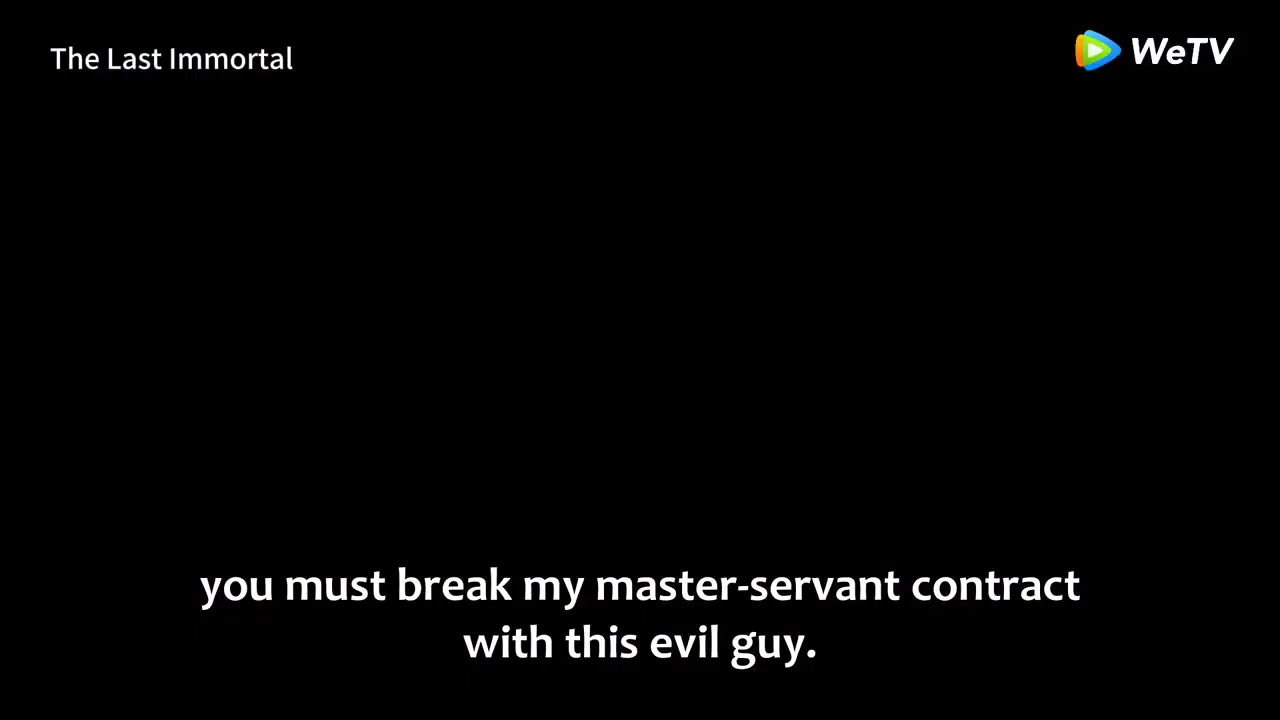 The Last Immortal
WeTV
you must break my master-servant contract
with this evil guy.